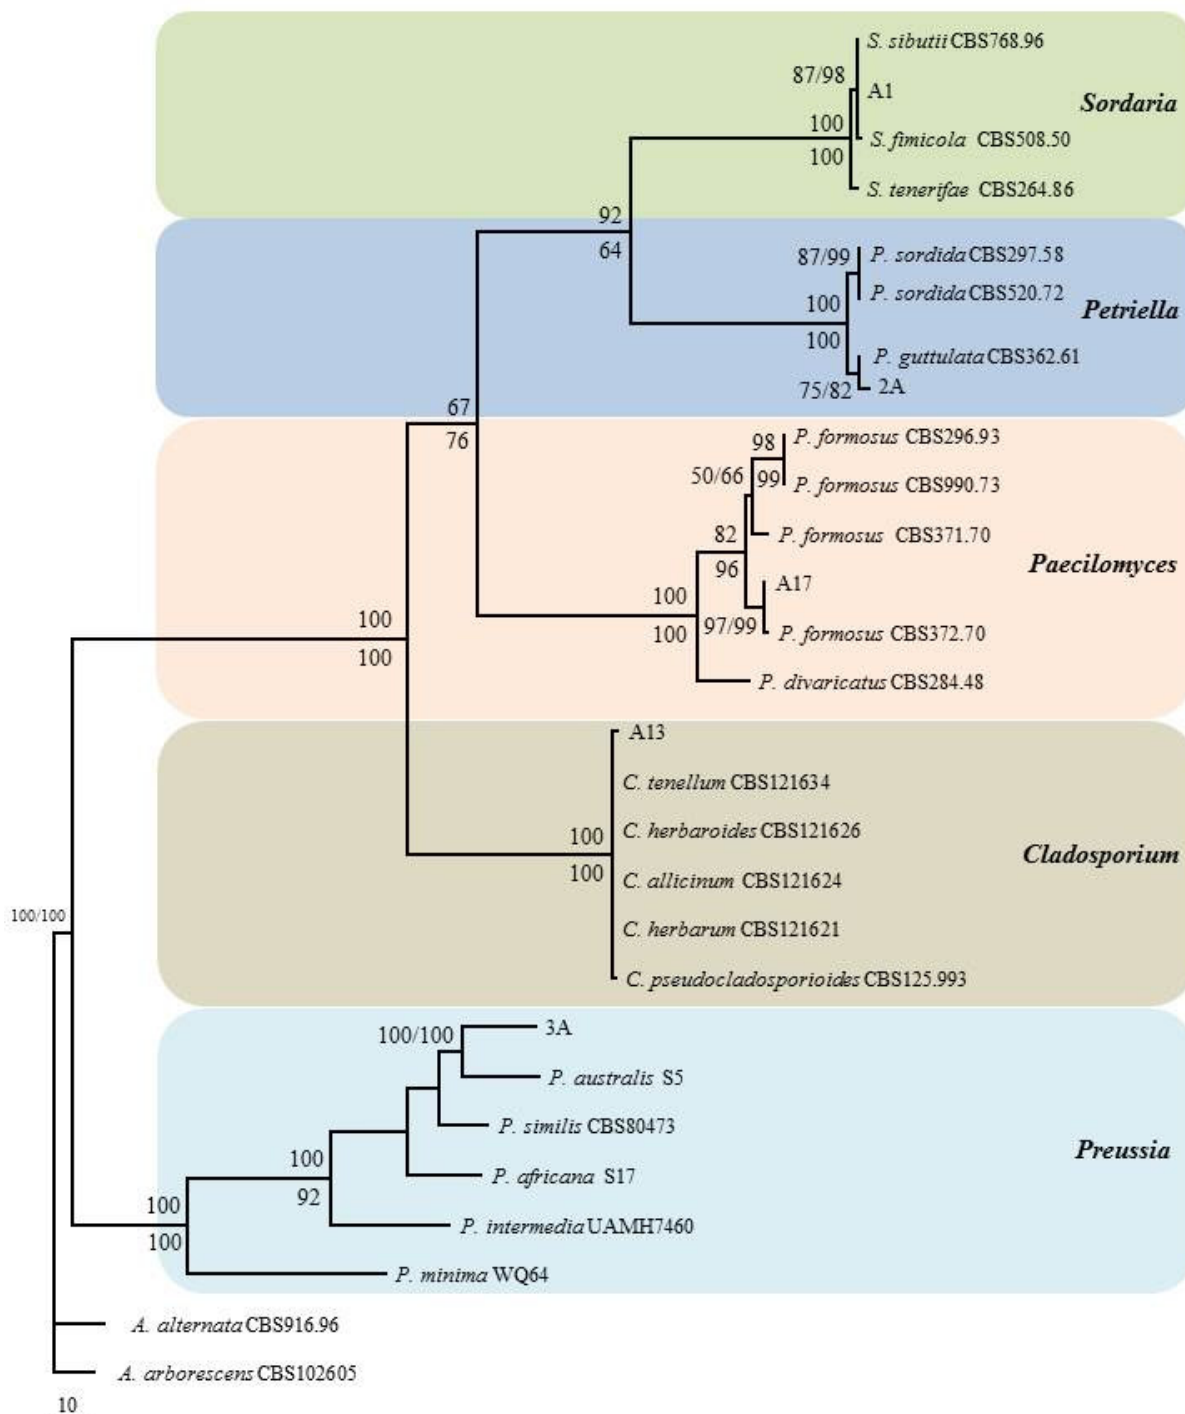 S. sibutii CBS768.96
87/98
A1
Sordaria
100
S. fimicola CBS508.50
100
S. tenerifae CBS264.86
92
64
87/99
P. sordida CBS297.58
P. sordida CBS520.72
100
Petriella
100
P. guttulata CBS362.61
75/82
2A
67
76
98
P. formosus CBS296.93
50/66
99
P. formosus CBS990.73
82
P. formosus CBS371.70
Paecilomyces
96
A17
100
97/99
100
P. formosus CBS372.70
100
100
P. divaricatus CBS284.48
A13
C. tenellum CBS121634
100
C. herbaroides CBS121626
Cladosporium
100
C. allicinum CBS121624
100/100
C. herbarum CBS121621
C. pseudocladosporioides CBS125.993
100/100
3A
P. australis S5
P. similis CBS80473
Preussia
100
P. africana S17
92
100
100
P. intermedia UAMH7460
P. minima WQ64
A. alternata CBS916.96
A. arborescens CBS102605
10